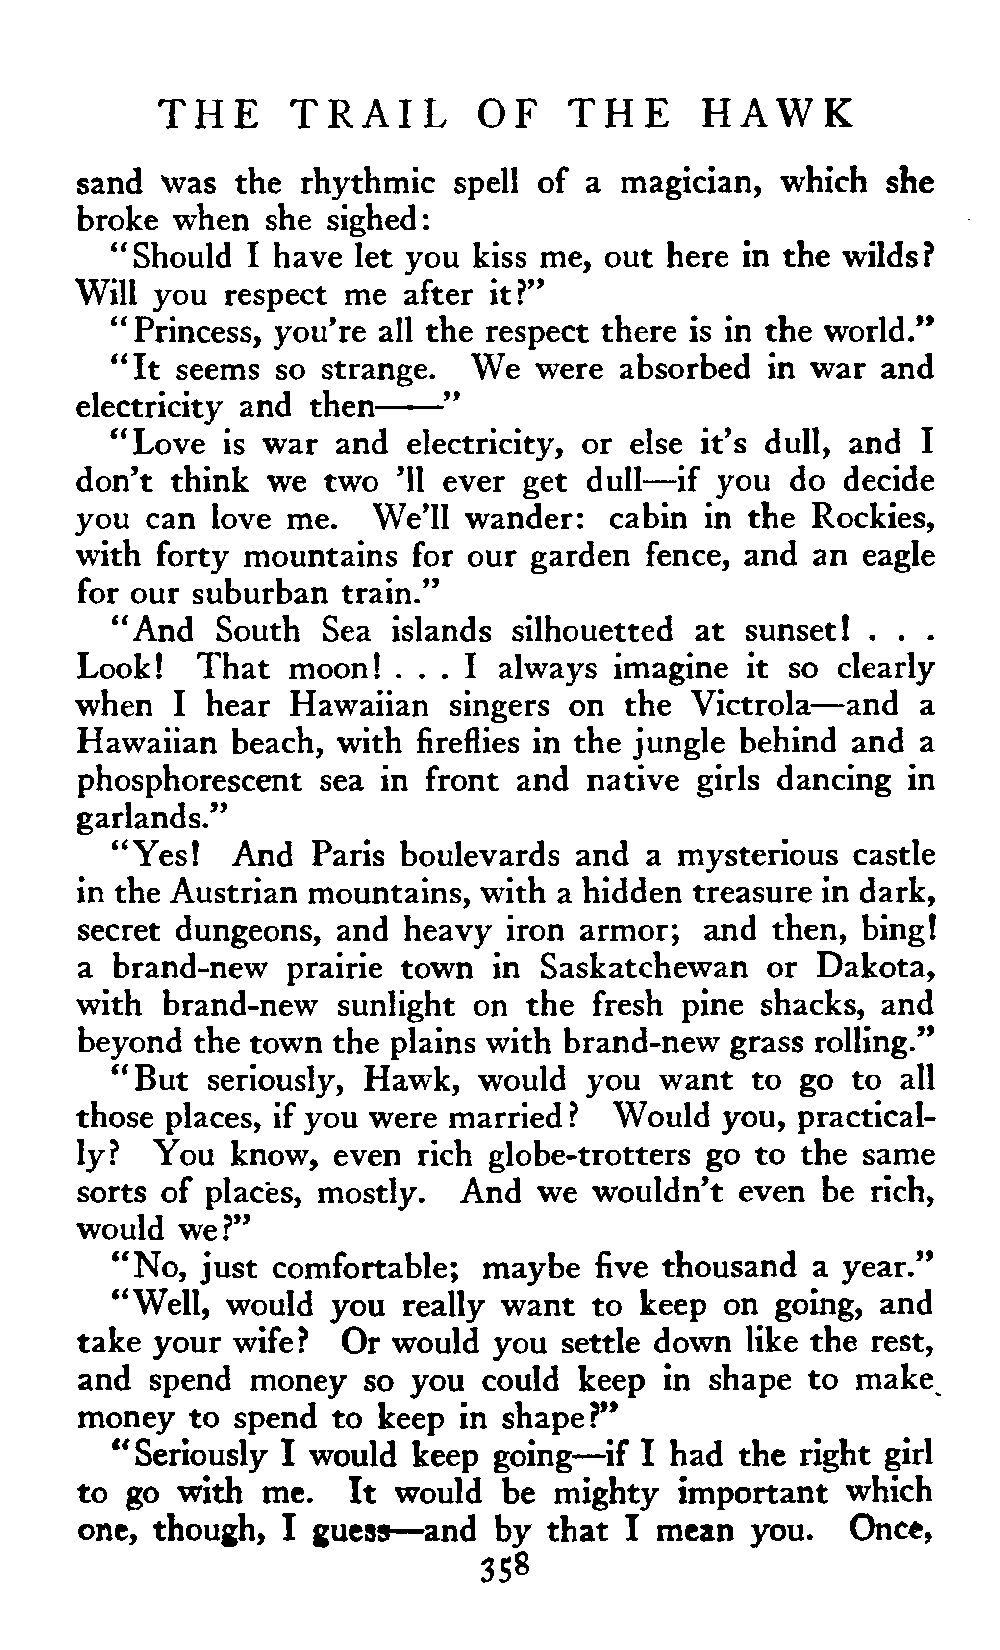 THE TRAIL OF THE HAWK
sand was the rhythmic spell of a magician, which she
broke when she sighed:
"Should I have let you kiss me, out here in the wilds?
Will you respect me after it?"
"Princess, you're all the respect there is in the world."
"It seems so strange. We were absorbed in war and
electricity and then——"
"Love is war and electricity, or else it's dull, and I
don't think we two 'll ever get dull—if you do decide
you can love me. We'll wander: cabin in the Rockies,
with forty mountains for our garden fence, and an eagle
for our suburban train."
"And South Sea islands silhouetted at sunset! . . .
Look! That moon! . . . I always imagine it so clearly
when I hear Hawaiian singers on the Victrola—and a
Hawaiian beach, with fireflies in the jungle behind and a
phosphorescent sea in front and native girls dancing in
garlands."
"Yes! And Paris boulevards and a mysterious castle
in the Austrian mountains, with a hidden treasure in dark,
secret dungeons, and heavy iron armor; and then, bing!
a brand-new prairie town in Saskatchewan or Dakota,
with brand-new sunlight on the fresh pine shacks, and
beyond the town the plains with brand-new grass rolling."
"But seriously, Hawk, would you want to go to all
those places, if you were married? Would you, practical-
ly? You know, even rich globe-trotters go to the same
sorts of places, mostly. And we wouldn't even be rich,
would we?"
"No, just comfortable; maybe five thousand a year."
"Well, would you really want to keep on going, and
take your wife? Or would you settle down like the rest,
and spend money so you could keep in shape to make
money to spend to keep in shape?"
"Seriously I would keep going—if I had the right girl
to go with me. It would be mighty important which
one, though, I guess—and by that I mean you. Once,
358